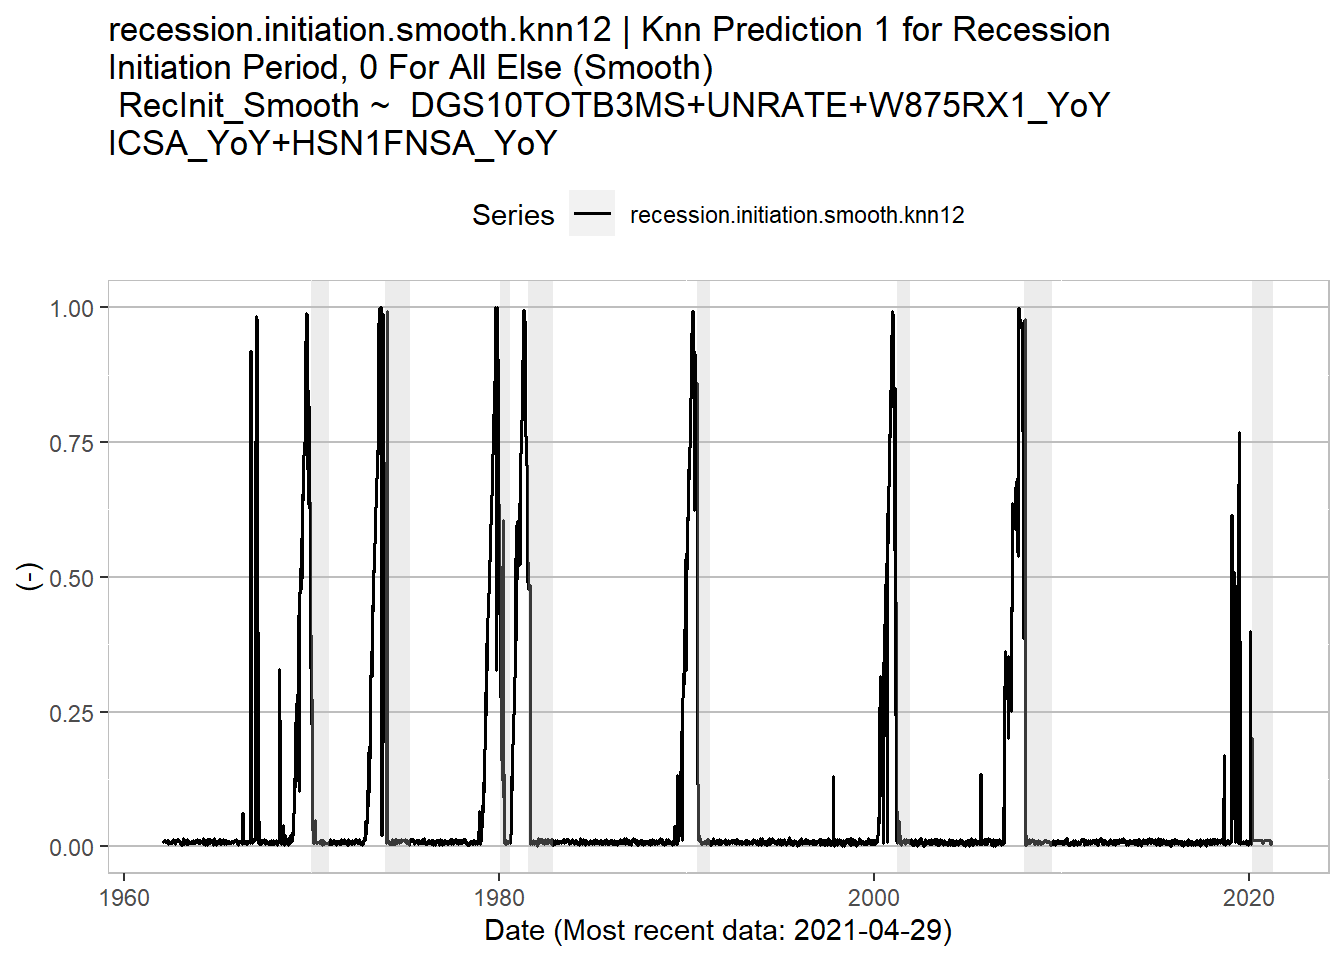 recession.initiation.smooth.knn12 | Knn Prediction 1 for Recession
Initiation Period, 0 For All Else (Smooth)
RecInit_Smooth ~ DGS10TOTB3MS+UNRATE+W875RX1_YoY
ICSA_YoY+HSN1FNSA_YoY
Series recession.initiation.smooth.knn12
1.00
0.75
0.50
0.25
0.00
(-)
1960 1980 2000 2020
Date (Most recent data: 2021-04-29)